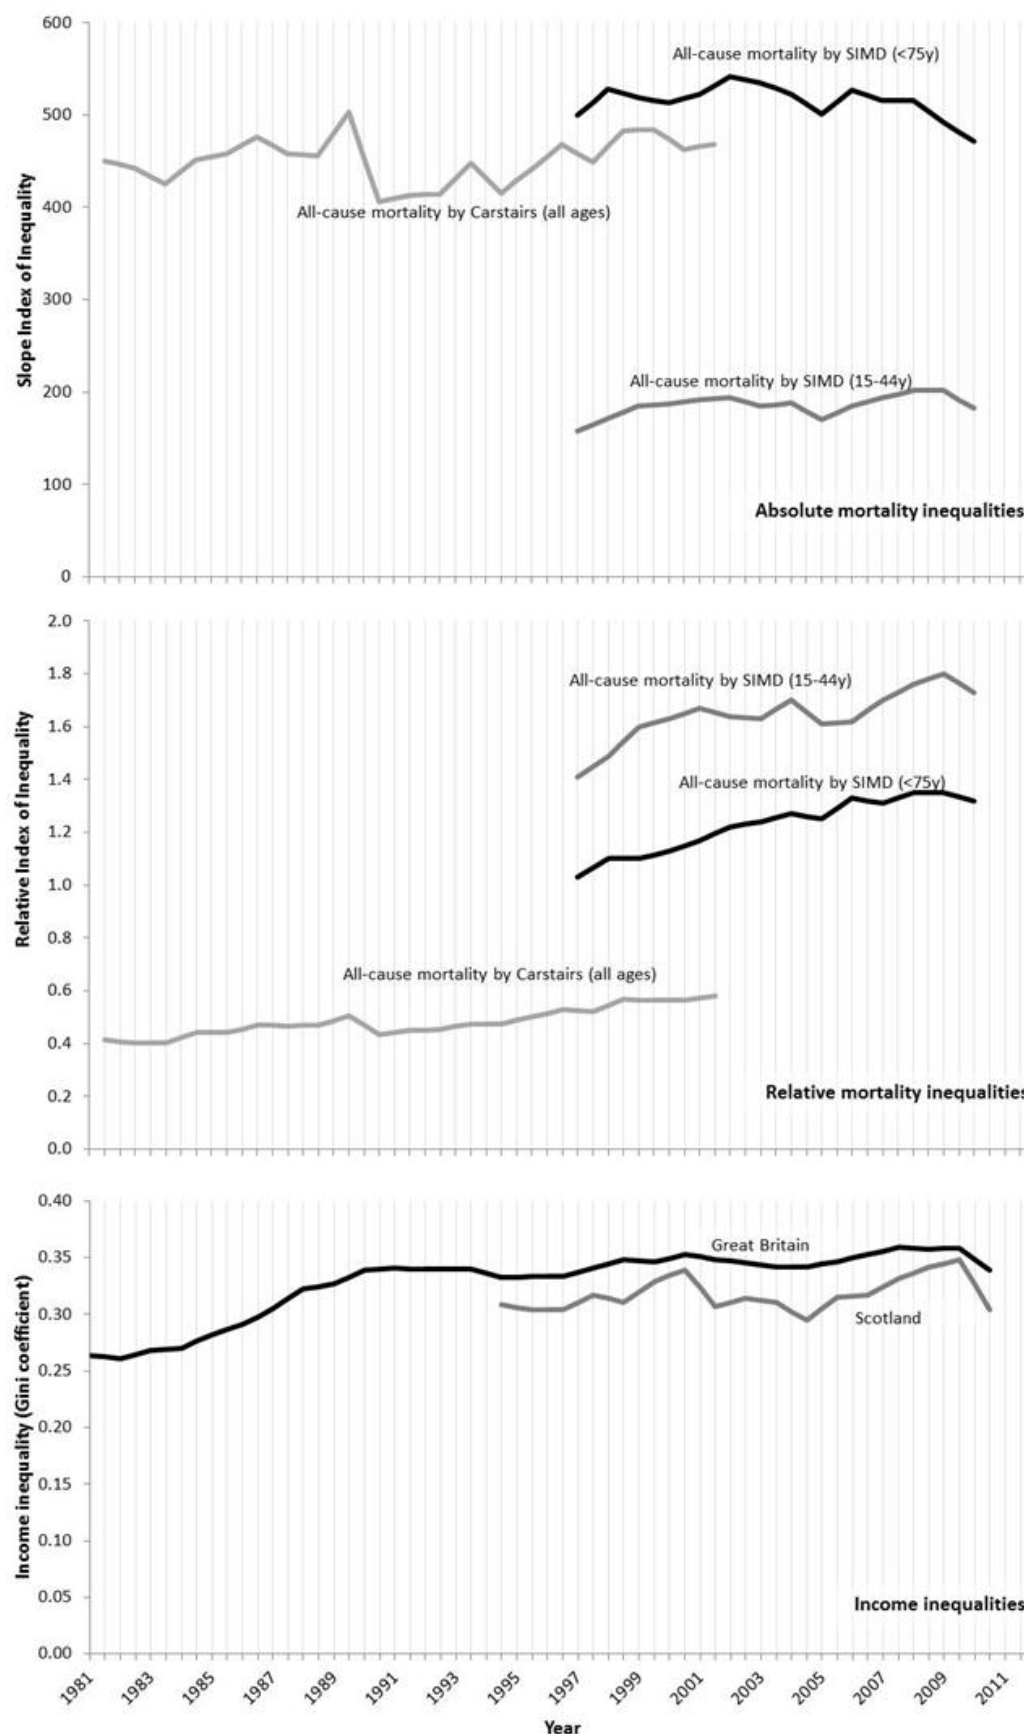 600
All-cause mortality by SIMD (<75y)
500
400
All-cause mortality by Carstairs (all ages)
300
Slope Index of Inequality
200
All-cause mortality by SIMD (15-44y)
100
Absolute mortality inequalities
0
2.0
1.8
All-cause mortality by SIMD (15-44y)
1.6
1.4
All-cause mortality by SIMD (<75y)
1.2
Relative Index of Inequality
1.0
0.8
All-cause mortality by Carstairs (all ages)
0.6
0.4
0.2
Relative mortality inequalities
0.0
0.40
0.35
Great Britain
0.30
Scotland
0.25
Income inequality (Gini coefficient)
0.20
0.15
0.10
0.05
Income inequalities
0.00
1981 1983 1985 1987 1989 1991 1993 1995 1997 1999 2001 2003 2005 2007 2009 2011
Year